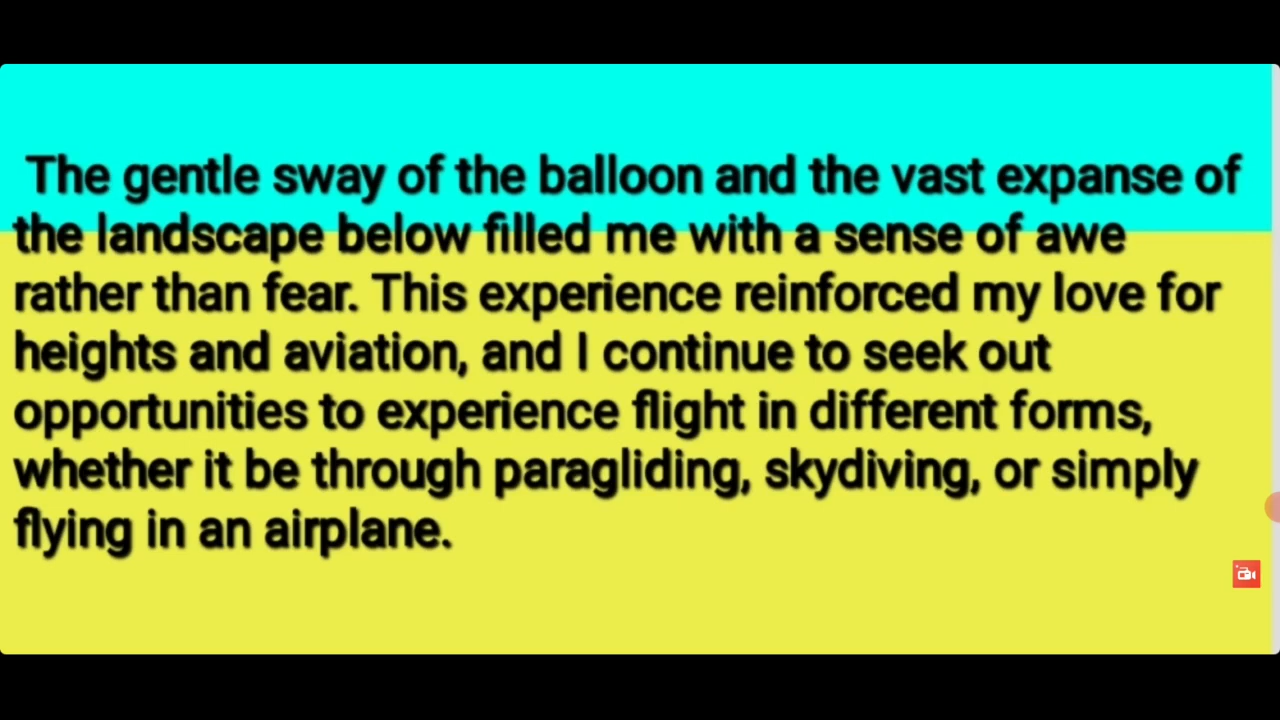 The gentle sway of the balloon and the vast expanse of
the landscape below filled me with a sense of awe
rather than fear. This experience reinforced my love for
heights and aviation, and I continue to seek out
opportunities to experience flight in different forms,
whether it be through paragliding, skydiving, or simply
flying in an airplane.